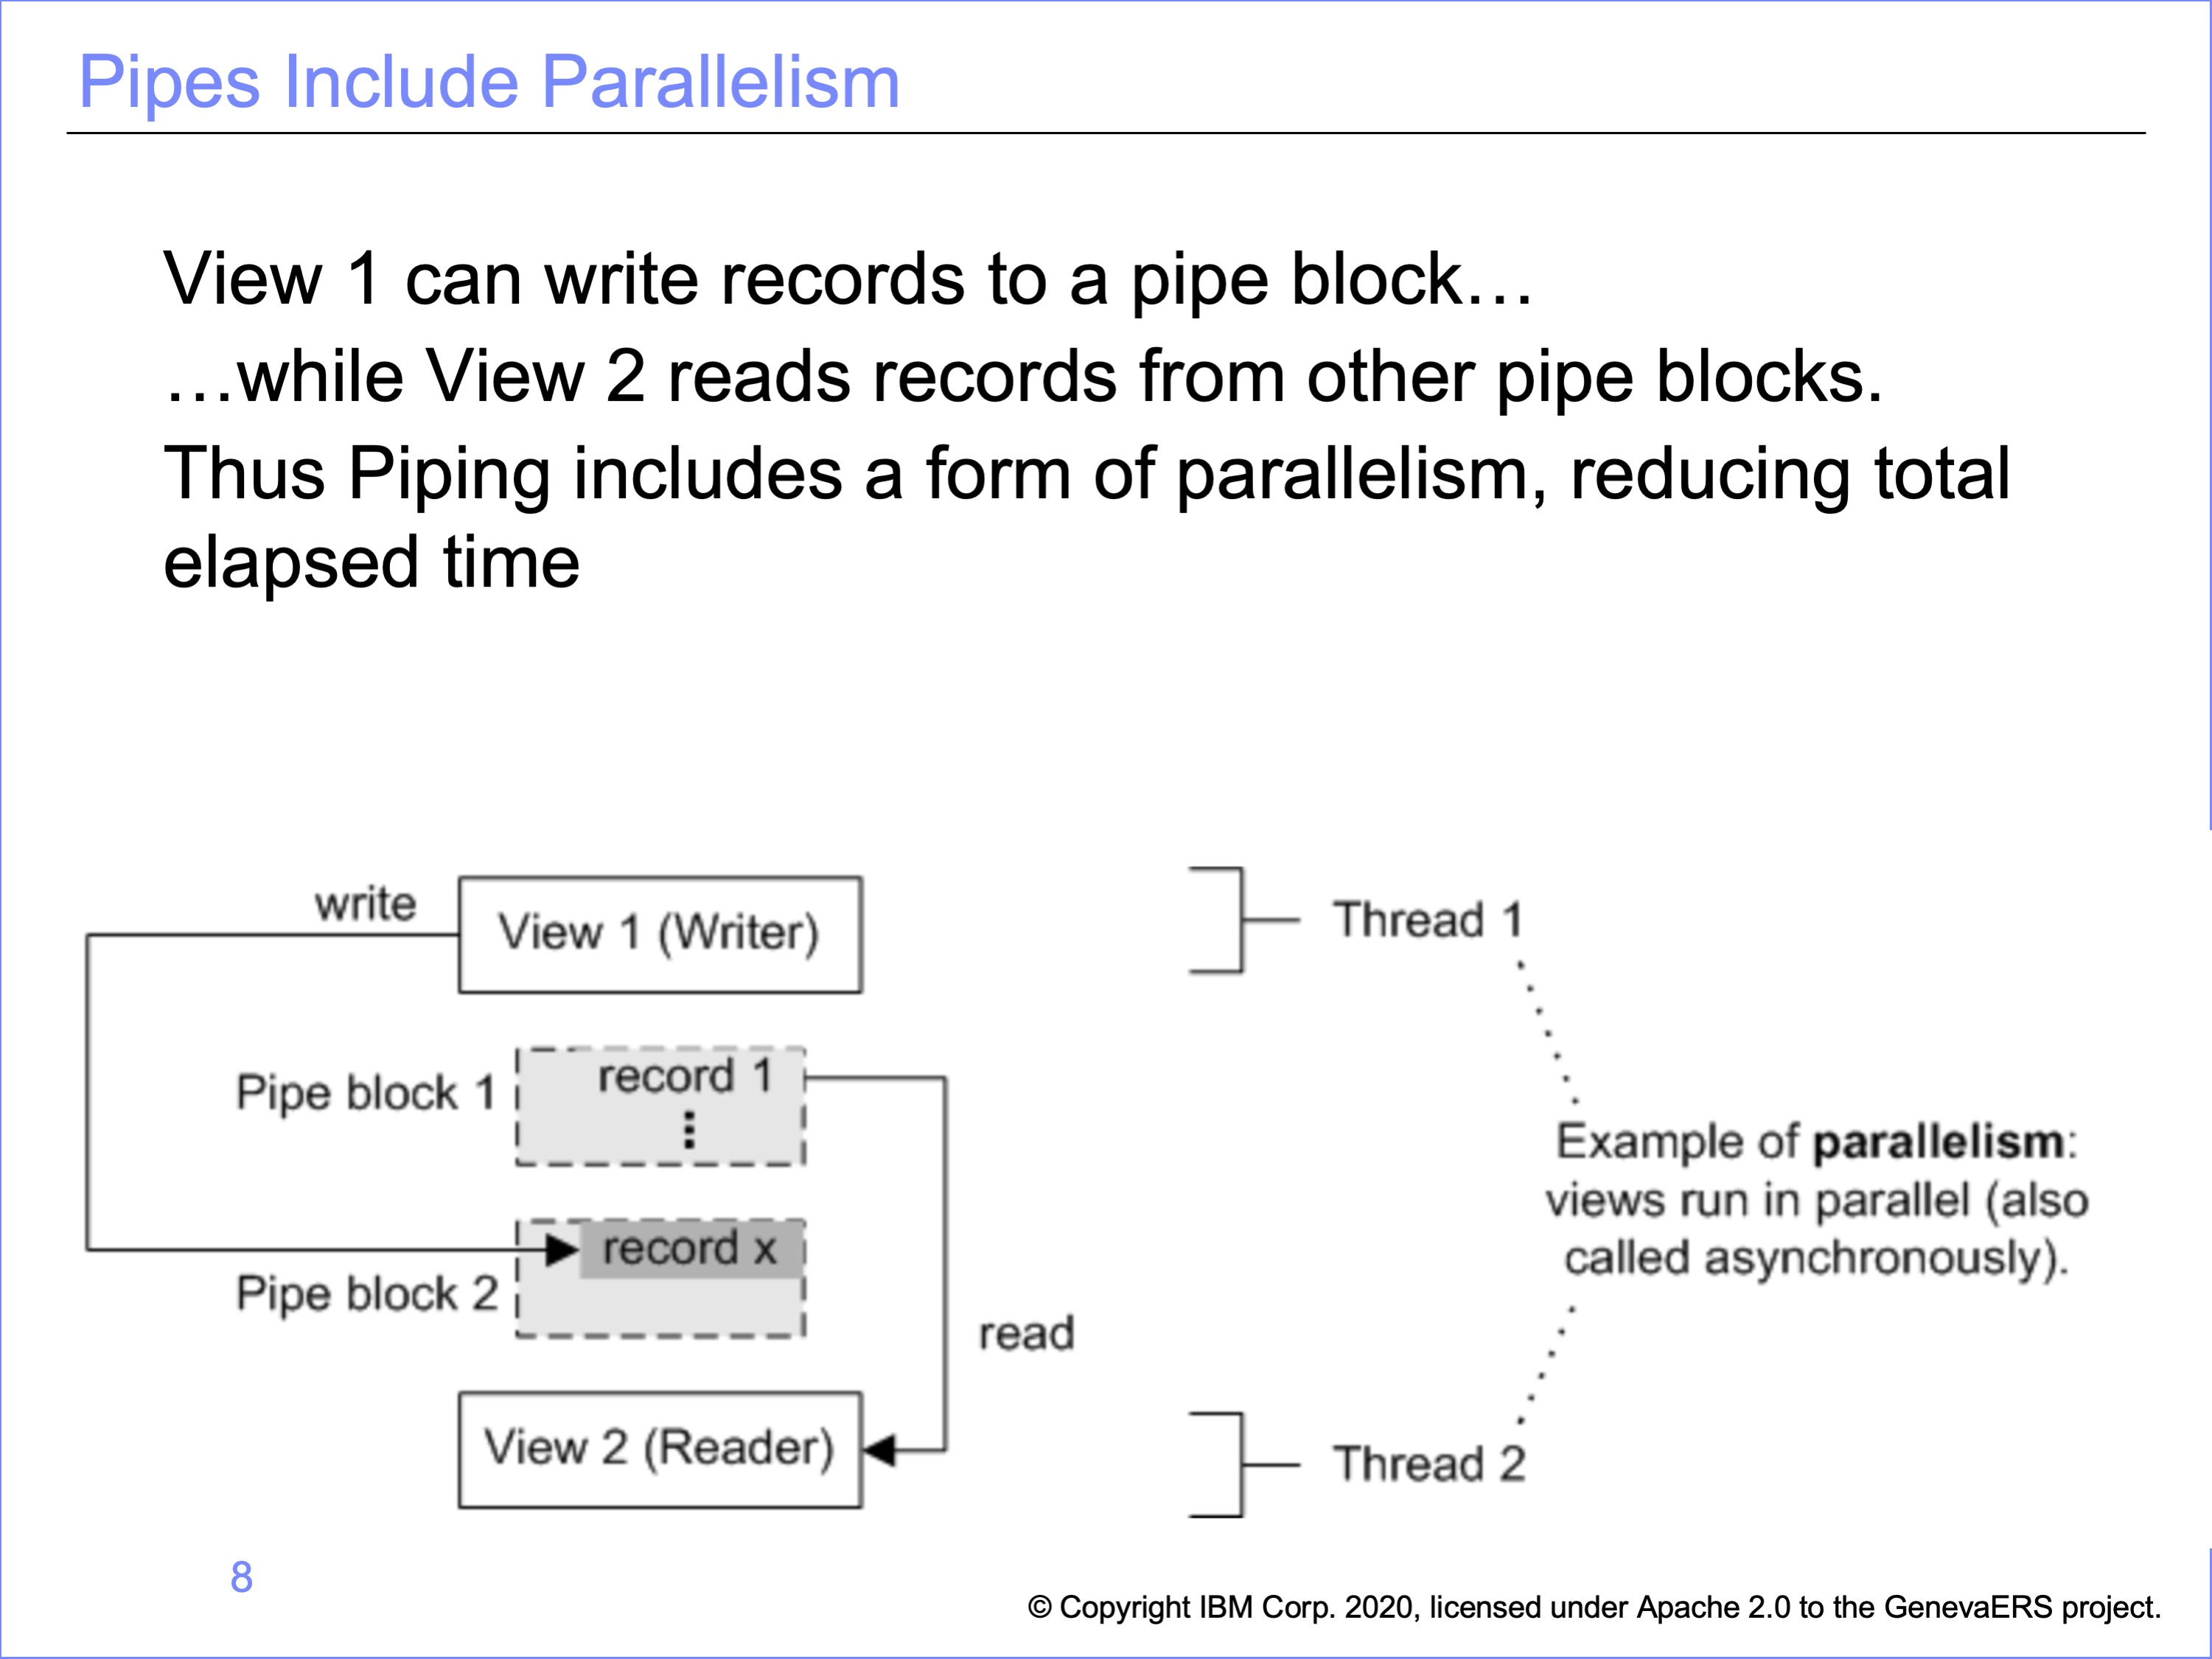 Pipes Include Parallelism
View 1 can write records to a pipe block…
…while View 2 reads records from other pipe blocks.
Thus Piping includes a form of parallelism, reducing total
elapsed time
write
View 1 (Writer)
Thread 1
Pipe block 1
record 1
Example of parallelism:
views run in parallel (also
called asynchronously).
record x
Pipe block 2
read
View 2 (Reader)
Thread 2
8
© Copyright IBM Corp. 2020, licensed under Apache 2.0 to the GenevaERS project.